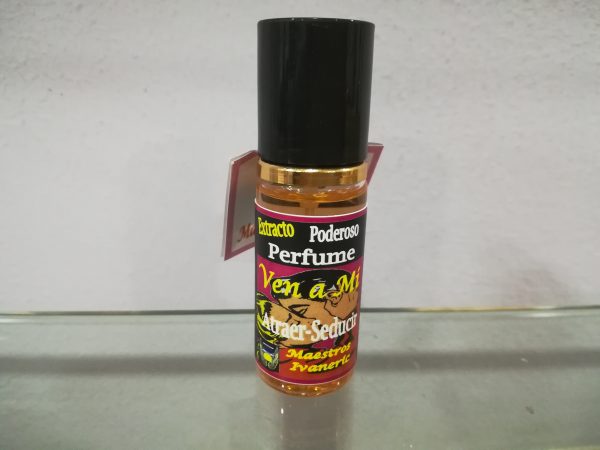 Extracto Poderoso
Perfume
Ven a Mi
Atraer-Seducir
Maestros
Ivaneric